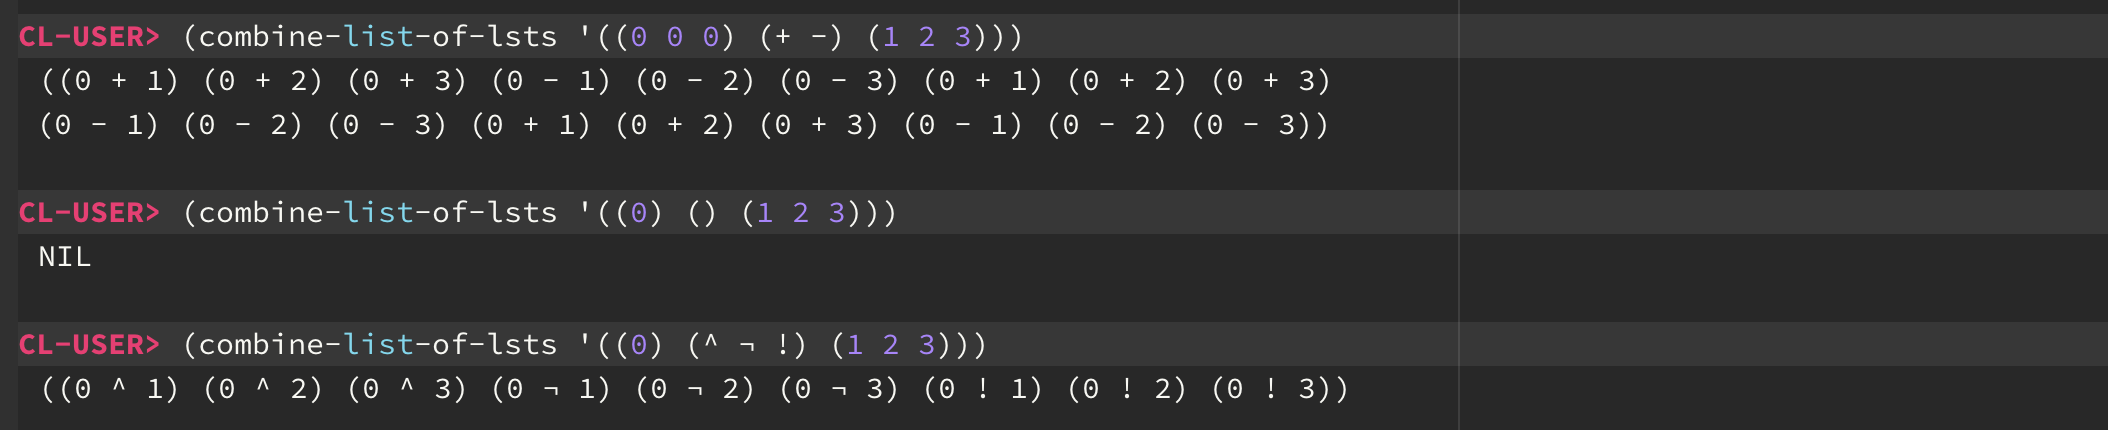 CL-USER> (combine-list-of-lsts '((0 0 0) (+ -) (1 2 3)))
((0 + 1) (0 + 2) (0 + 3) (0 - 1) (0 - 2) (0 - 3) (0 + 1) (0 + 2) (0 + 3)
(0 - 1) (0 - 2) (0 - 3) (0 + 1) (0 + 2) (0 + 3) (0 - 1) (0 - 2) (0 - 3))
CL-USER> (combine-list-of-lsts '((0) () (1 2 3)))
NIL
CL-USER> (combine-list-of-lsts '((0) (^ ¬ !) (1 2 3)))
((0 ^ 1) (0 ^ 2) (0 ^ 3) (0 ¬ 1) (0 ¬ 2) (0 ¬ 3) (0 ! 1) (0 ! 2) (0 ! 3))